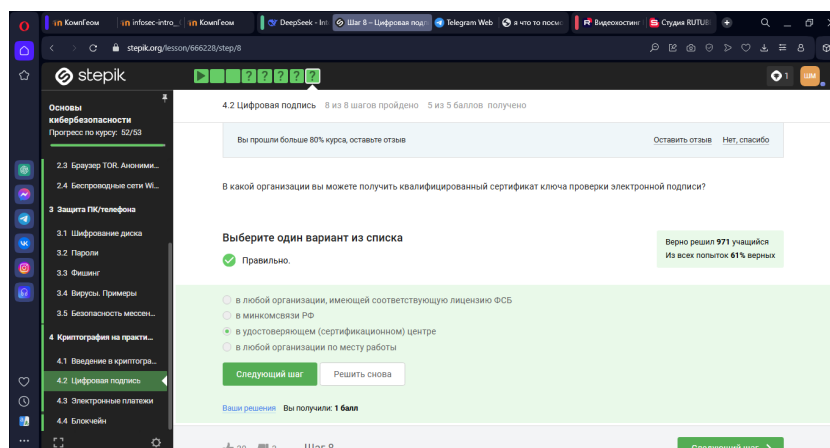 КомпГеом
infosec-intro_
КомпГеом
DeepSeek - Int
Шаг 8 – Цифровая под
Telegram Web
я что то посм
Видеохостинг
Студия RUTUB
stepik.org/lesson/666228/step/8
stepik
1
ШМ
Основы
кибербезопасности
Прогресс по курсу: 52/53
2.3 Браузер TOR. Аноними...
2.4 Беспроводные сети Wi...
3 Защита ПК/телефона
3.1 Шифрование диска
3.2 Пароли
3.3 Фишинг
3.4 Вирусы. Примеры
3.5 Безопасность мессен...
4 Криптография на практи...
4.1 Введение в криптогра...
4.2 Цифровая подпись
4.3 Электронные платежи
4.4 Блокчейн
4.2 Цифровая подпись 8 из 8 шагов пройдено 5 из 5 баллов получено
Вы прошли больше 80% курса, оставьте отзыв Оставить отзыв Нет, спасибо
В какой организации вы можете получить квалифицированный сертификат ключа проверки электронной подписи?
Выберите один вариант из списка
Правильно.
Верно решил 971 учащийся
Из всех попыток 61% верных
в любой организации, имеющей соответствующую лицензию ФСБ
в минкомсвязи РФ
в удостоверяющем (сертификационном) центре
в любой организации по месту работы
Следующий шаг Решить снова
Ваши решения Вы получили: 1 балл
Шаг 8
Следующий шаг